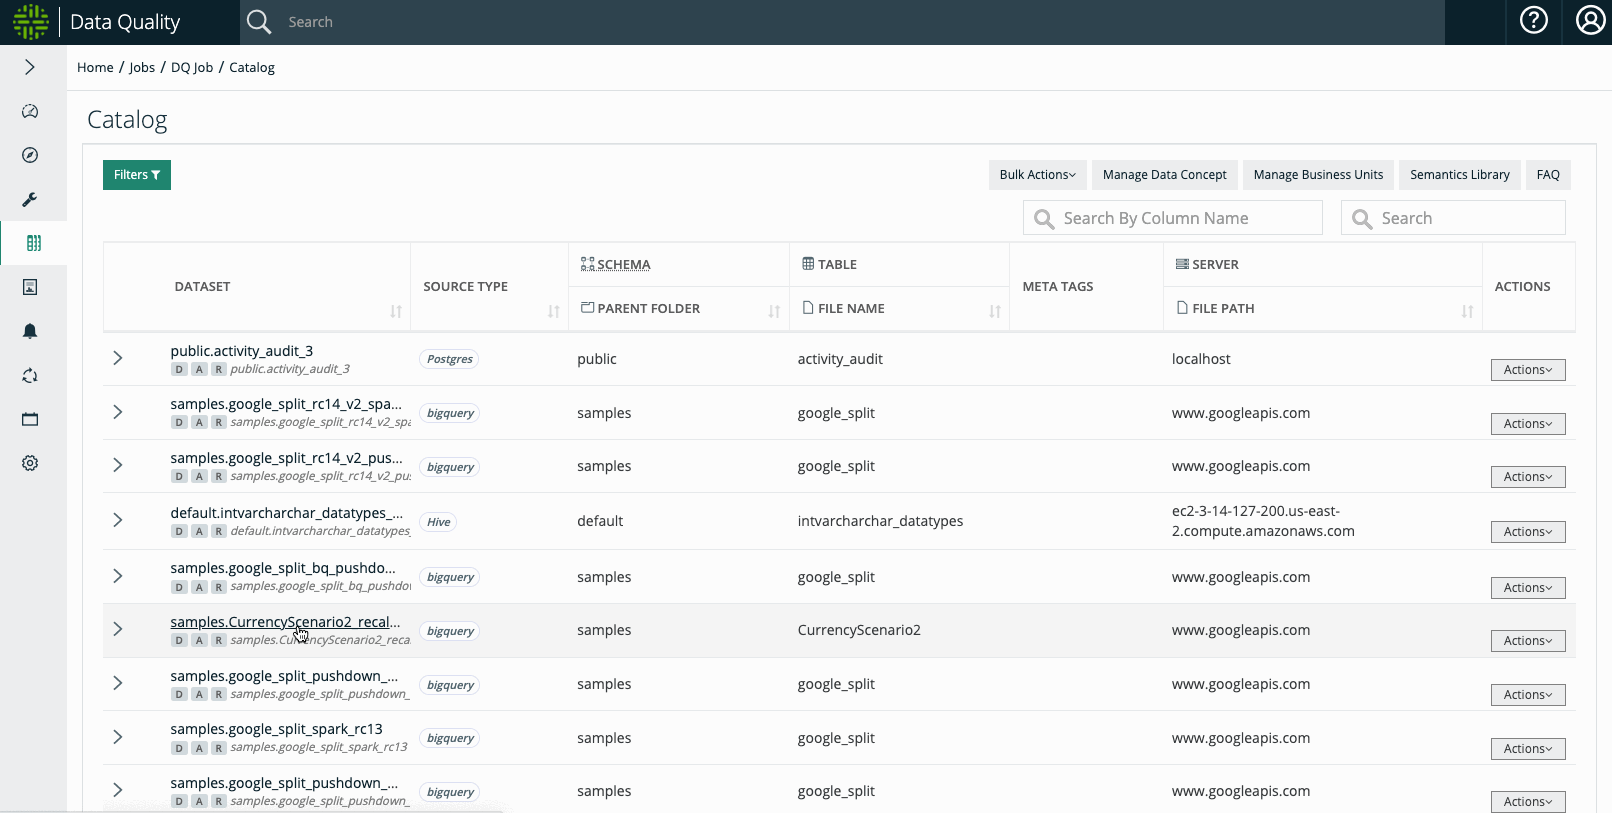 Data Quality
Search
Home / Jobs / DQ Job / Catalog
Catalog
Filters
Bulk Actions
Manage Data Concept
Manage Business Units
Semantics Library
FAQ
Search By Column Name
Search
DATASET
SOURCE TYPE
SCHEMA
PARENT FOLDER
TABLE
FILE NAME
META TAGS
SERVER
FILE PATH
ACTIONS
public.activity_audit_3
D A R public.activity_audit_3
Postgres
public
activity_audit
localhost
Actions
samples.google_split_rc14_v2_spa...
D A R samples.google_split_rc14_v2_spa
bigquery
samples
google_split
www.googleapis.com
Actions
samples.google_split_rc14_v2_pus...
D A R samples.google_split_rc14_v2_pu
bigquery
samples
google_split
www.googleapis.com
Actions
default.intvarcharchar_datatypes_...
D A R default.intvarcharchar_datatypes
Hive
default
intvarcharchar_datatypes
ec2-3-14-127-200.us-east-
2.compute.amazonaws.com
Actions
samples.google_split_bq_pushdo...
D A R samples.google_split_bq_pushdo
bigquery
samples
google_split
www.googleapis.com
Actions
samples.CurrencyScenario2_recal...
D A R samples.CurrencyScenario2_reca
bigquery
samples
CurrencyScenario2
www.googleapis.com
Actions
samples.google_split_pushdown_...
D A R samples.google_split_pushdown_
bigquery
samples
google_split
www.googleapis.com
Actions
samples.google_split_spark_rc13
D A R samples.google_split_spark_rc13
bigquery
samples
google_split
www.googleapis.com
Actions
samples.google_split_pushdown_...
D A R samples.google_split_pushdown_
bigquery
samples
google_split
www.googleapis.com
Actions